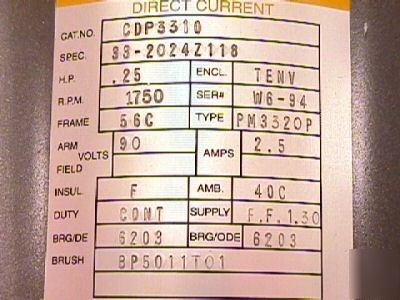 DIRECT CURRENT
CAT.NO. CDP3310
SPEC. 33-2024Z118
H.P. .25 ENCL. TENV
R.P.M. 1750 SER# W6-94
FRAME 56C TYPE PM3320P
ARM VOLTS 90 AMPS 2.5
FIELD
INSUL. F AMB. 40C
DUTY CONT SUPPLY F.F.1.30
BRG/DE 6203 BRG/ODE 6203
BRUSH BP5011T01